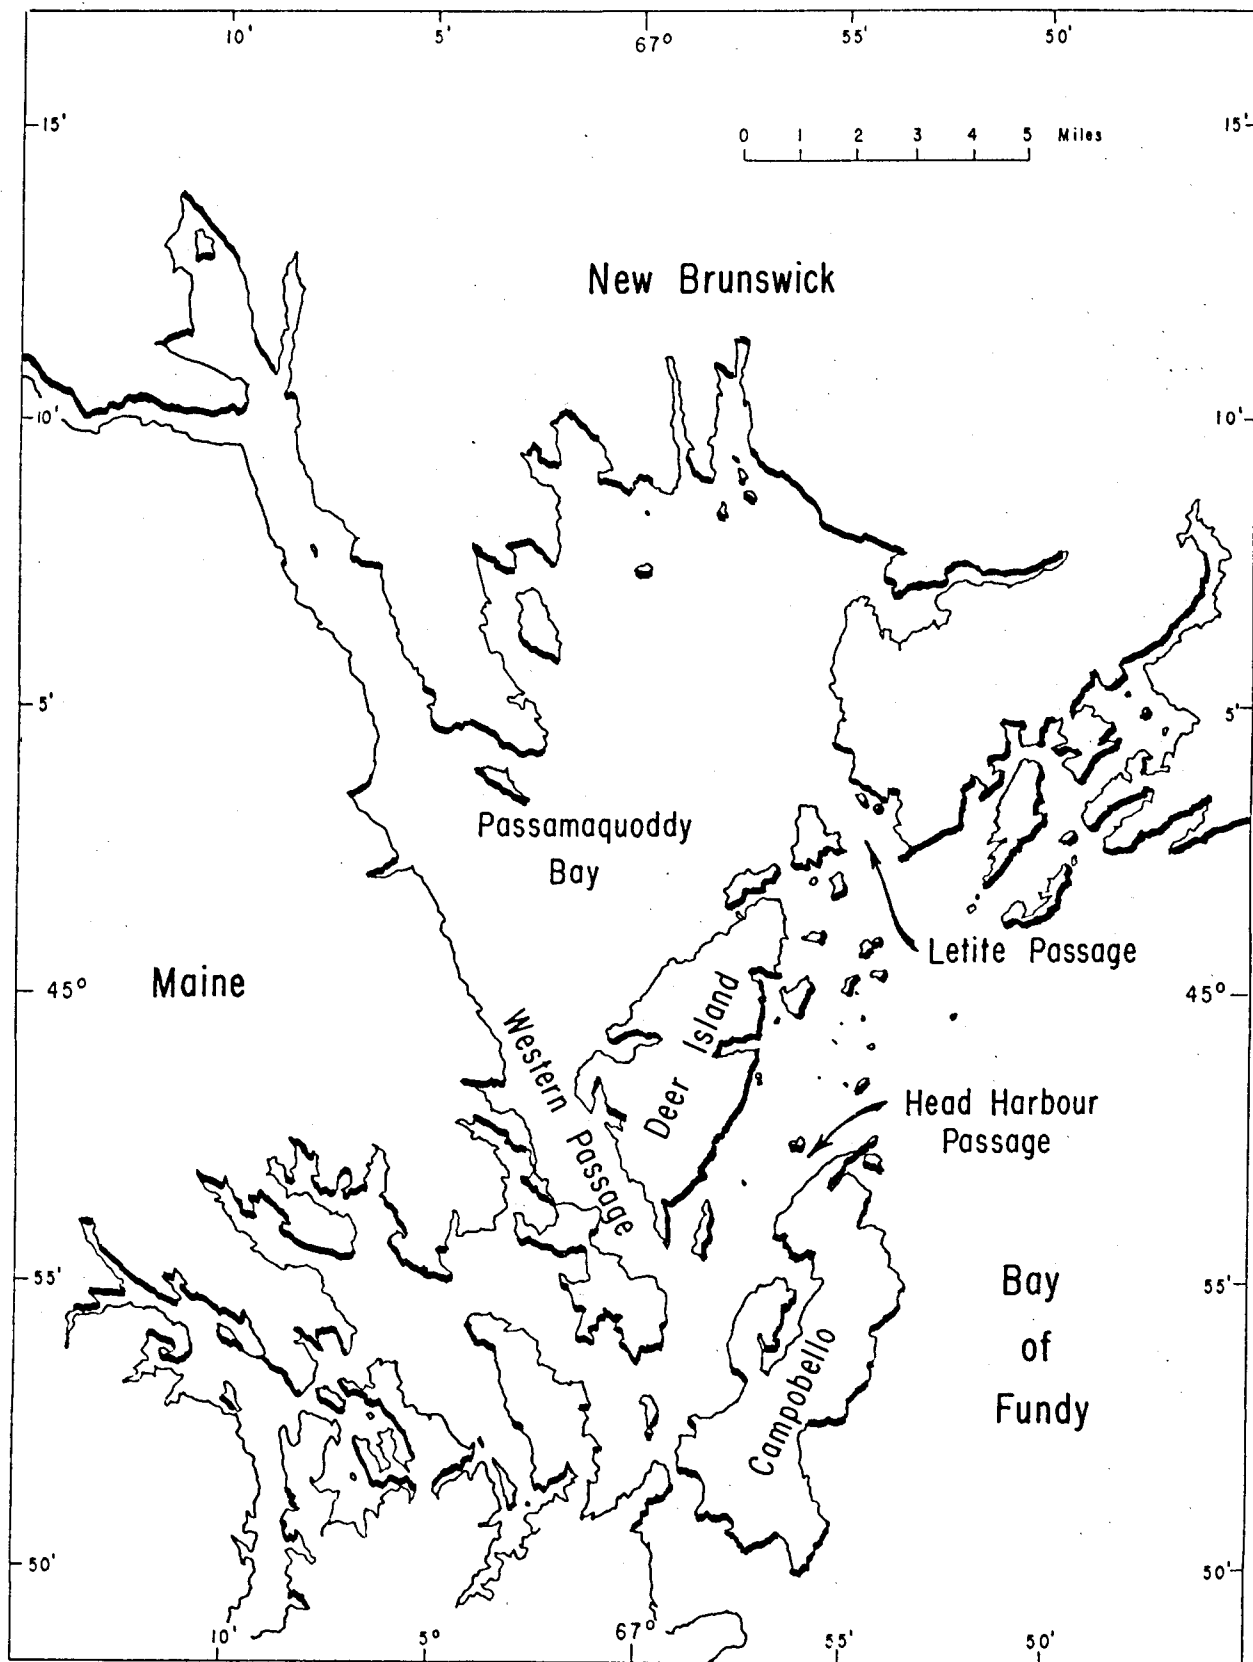 10' 5' 67° 55' 50'
15' 15'
0 1 2 3 4 5 Miles
New Brunswick
10' 10'
5' 5'
Passamaquoddy
Bay
Letite Passage
Maine
45° 45°
Western Passage
Deer Island
Head Harbour
Passage
55' 55'
Bay
of
Fundy
Campobello
50' 50'
10' 5° 67° 55' 50'